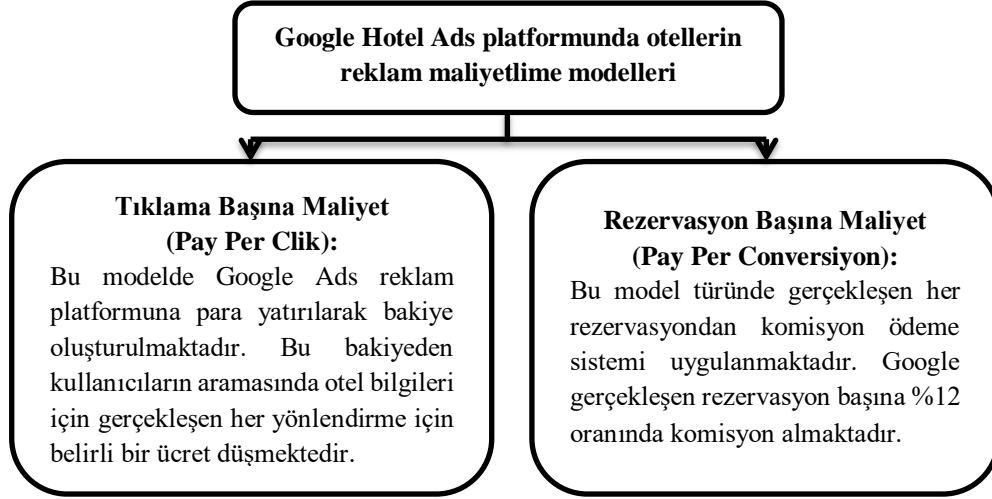 Google Hotel Ads platformunda otellerin
reklam maliyetlime modelleri
Tıklama Başına Maliyet
(Pay Per Clik):
Bu modelde Google Ads reklam
platformuna para yatırılarak bakiye
oluşturulmaktadır. Bu bakiyeden
kullanıcıların aramasında otel bilgileri
için gerçekleşen her yönlendirme için
belirli bir ücret düşmektedir.
Rezervasyon Başına Maliyet
(Pay Per Conversiyon):
Bu model türünde gerçekleşen her
rezervasyondan komisyon ödeme
sistemi uygulanmaktadır. Google
gerçekleşen rezervasyon başına %12
oranında komisyon almaktadır.